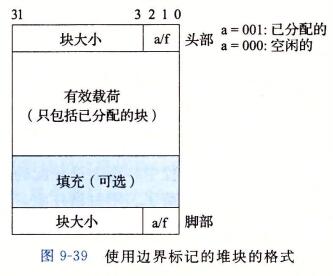 31 3 2 1 0
块大小 a/f 头部 a = 001: 已分配的
a = 000: 空闲的
有效载荷
(只包括已分配的块)
填充(可选)
块大小 a/f 脚部
图 9-39 使用边界标记的堆块的格式